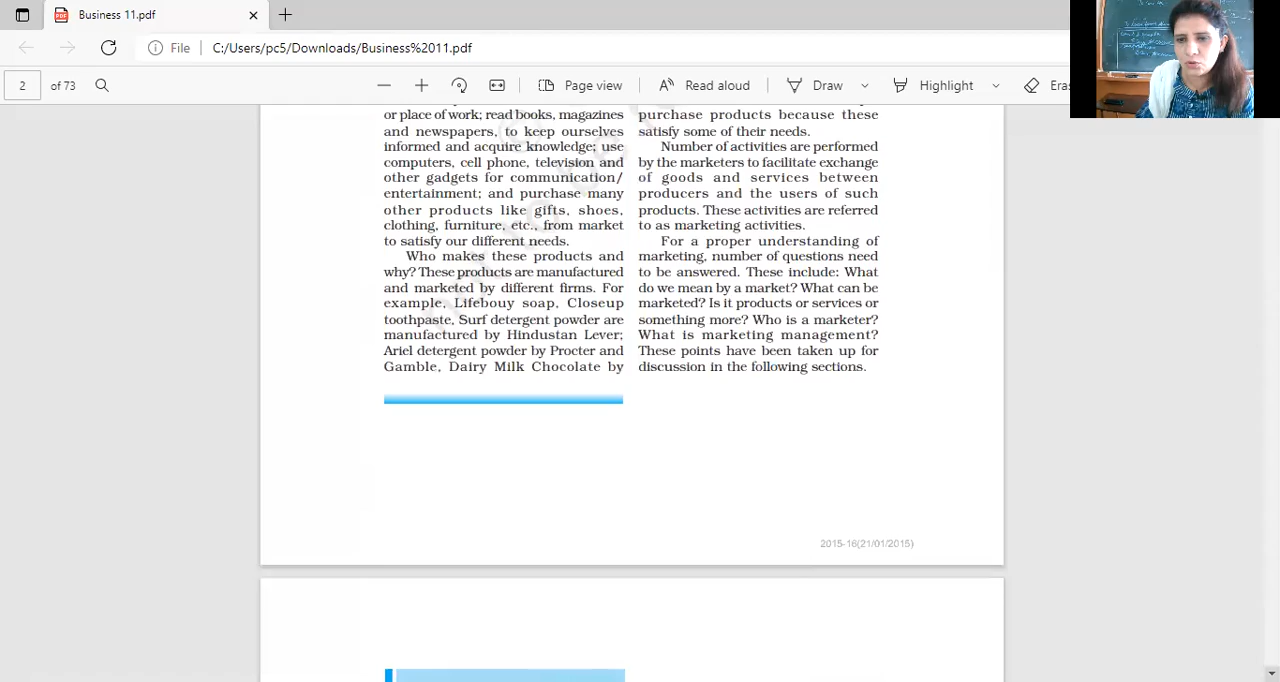 Business 11.pdf
File
C:/Users/pc5/Downloads/Business%2011.pdf
2
of 73
Page view
Read aloud
Draw
Highlight
Eras
or place of work; read books, magazines
and newspapers, to keep ourselves
informed and acquire knowledge; use
computers, cell phone, television and
other gadgets for communication/
entertainment; and purchase many
other products like gifts, shoes,
clothing, furniture, etc., from market
to satisfy our different needs.
Who makes these products and
why? These products are manufactured
and marketed by different firms. For
example, Lifebouy soap, Closeup
toothpaste, Surf detergent powder are
manufactured by Hindustan Lever;
Ariel detergent powder by Procter and
Gamble, Dairy Milk Chocolate by
purchase products because these
satisfy some of their needs.
Number of activities are performed
by the marketers to facilitate exchange
of goods and services between
producers and the users of such
products. These activities are referred
to as marketing activities.
For a proper understanding of
marketing, number of questions need
to be answered. These include: What
do we mean by a market? What can be
marketed? Is it products or services or
something more? Who is a marketer?
What is marketing management?
These points have been taken up for
discussion in the following sections.
2015-16(21/01/2015)